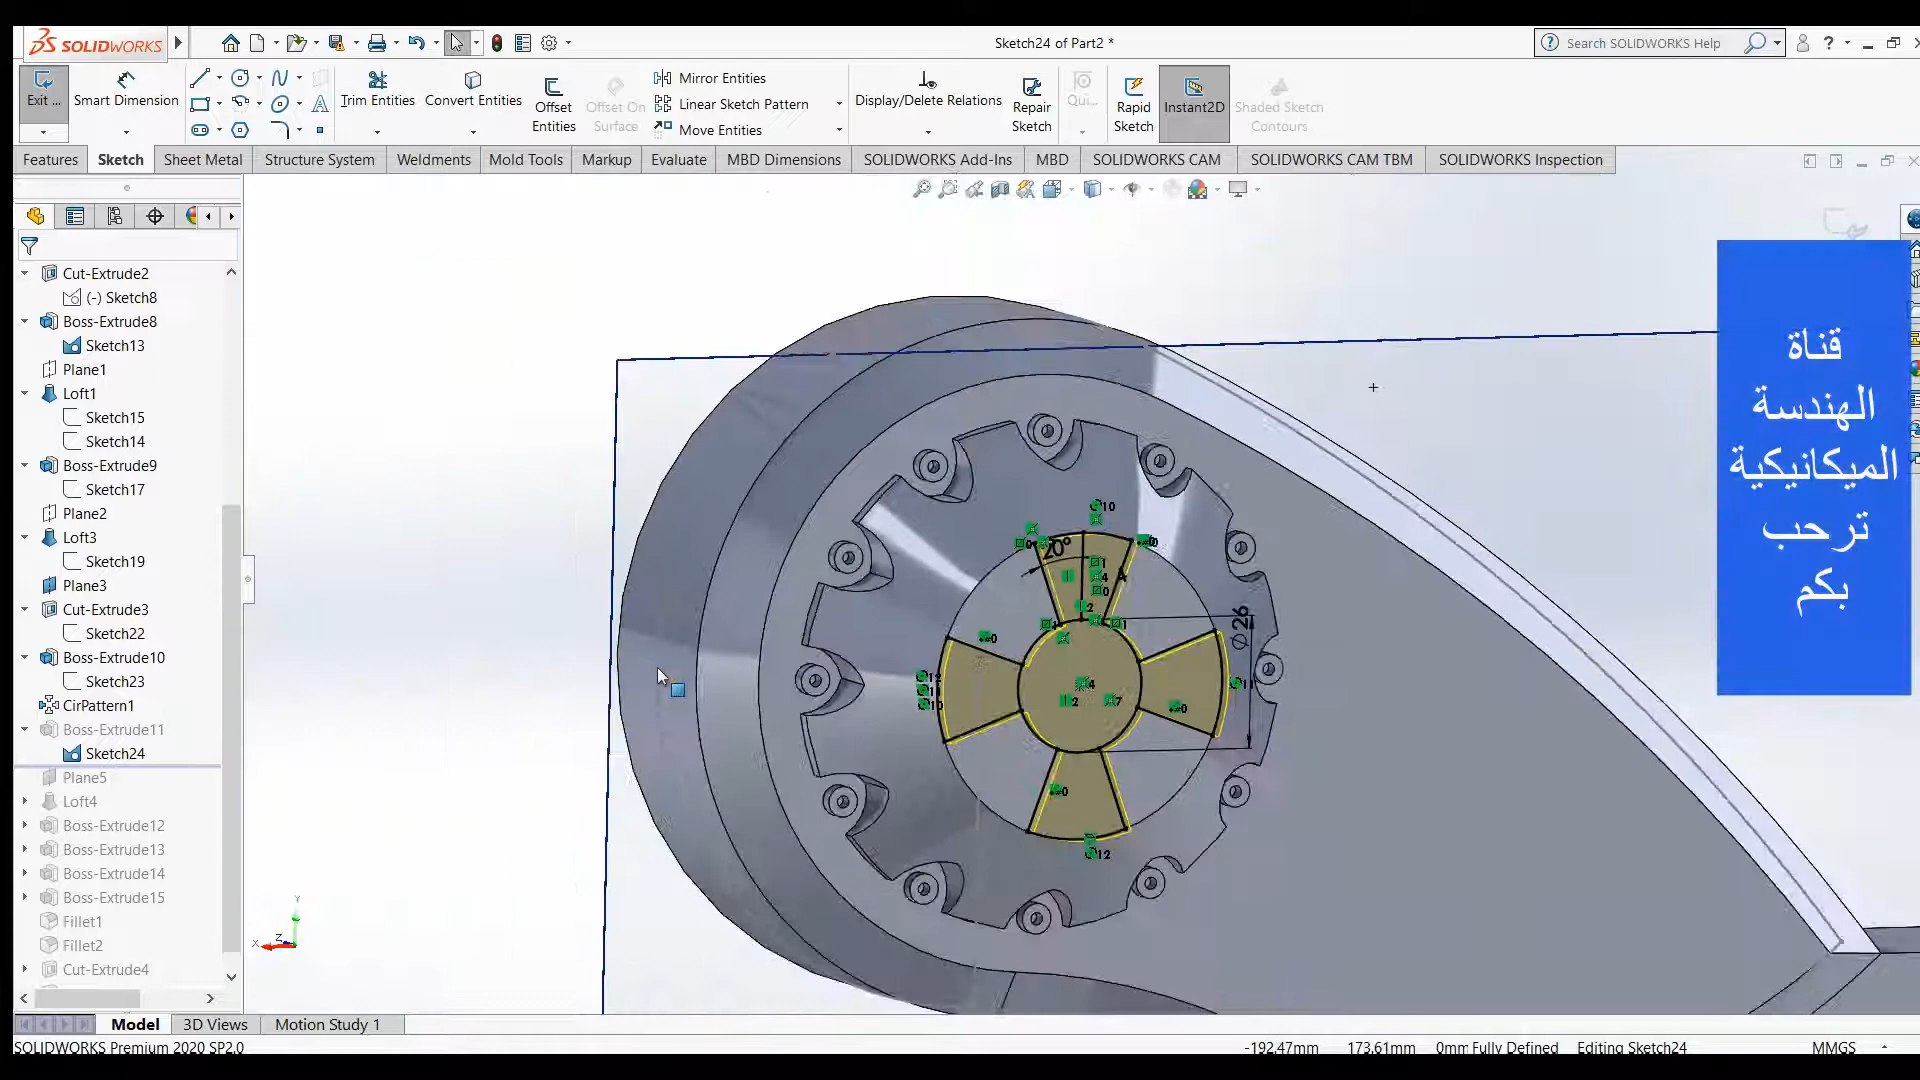 SOLIDWORKS
Sketch24 of Part2 *
Search SOLIDWORKS Help
Exit ...
Smart Dimension
Trim Entities
Convert Entities
Offset Entities
Offset On Surface
Mirror Entities
Linear Sketch Pattern
Move Entities
Display/Delete Relations
Repair Sketch
Qui...
Rapid Sketch
Instant2D
Shaded Sketch Contours
Features
Sketch
Sheet Metal
Structure System
Weldments
Mold Tools
Markup
Evaluate
MBD Dimensions
SOLIDWORKS Add-Ins
MBD
SOLIDWORKS CAM
SOLIDWORKS CAM TBM
SOLIDWORKS Inspection
Cut-Extrude2
(-) Sketch8
Boss-Extrude8
Sketch13
Plane1
Loft1
Sketch15
Sketch14
Boss-Extrude9
Sketch17
Plane2
Loft3
Sketch19
Plane3
Cut-Extrude3
Sketch22
Boss-Extrude10
Sketch23
CirPattern1
Boss-Extrude11
Sketch24
Plane5
Loft4
Boss-Extrude12
Boss-Extrude13
Boss-Extrude14
Boss-Extrude15
Fillet1
Fillet2
Cut-Extrude4
20°
∅26
قناة
الهندسة
الميكانيكية
ترحب
بكم
Model
3D Views
Motion Study 1
SOLIDWORKS Premium 2020 SP2.0
-192.47mm
173.61mm
0mm Fully Defined
Editing Sketch24
MMGS